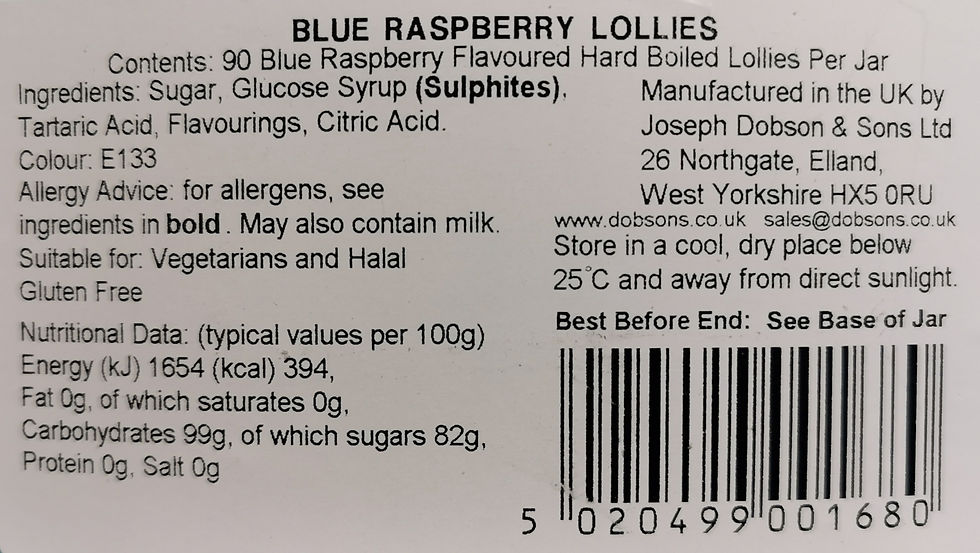 BLUE RASPBERRY LOLLIES
Contents: 90 Blue Raspberry Flavoured Hard Boiled Lollies Per Jar
Ingredients: Sugar, Glucose Syrup (Sulphites),
Tartaric Acid, Flavourings, Citric Acid.
Colour: E133
Allergy Advice: for allergens, see
ingredients in bold . May also contain milk.
Suitable for: Vegetarians and Halal
Gluten Free
Nutritional Data: (typical values per 100g)
Energy (kJ) 1654 (kcal) 394,
Fat 0g, of which saturates 0g,
Carbohydrates 99g, of which sugars 82g,
Protein 0g, Salt 0g
Manufactured in the UK by
Joseph Dobson & Sons Ltd
26 Northgate, Elland,
West Yorkshire HX5 0RU
www.dobsons.co.uk sales@dobsons.co.uk
Store in a cool, dry place below
25°C and away from direct sunlight.
Best Before End: See Base of Jar
5 020499 001680